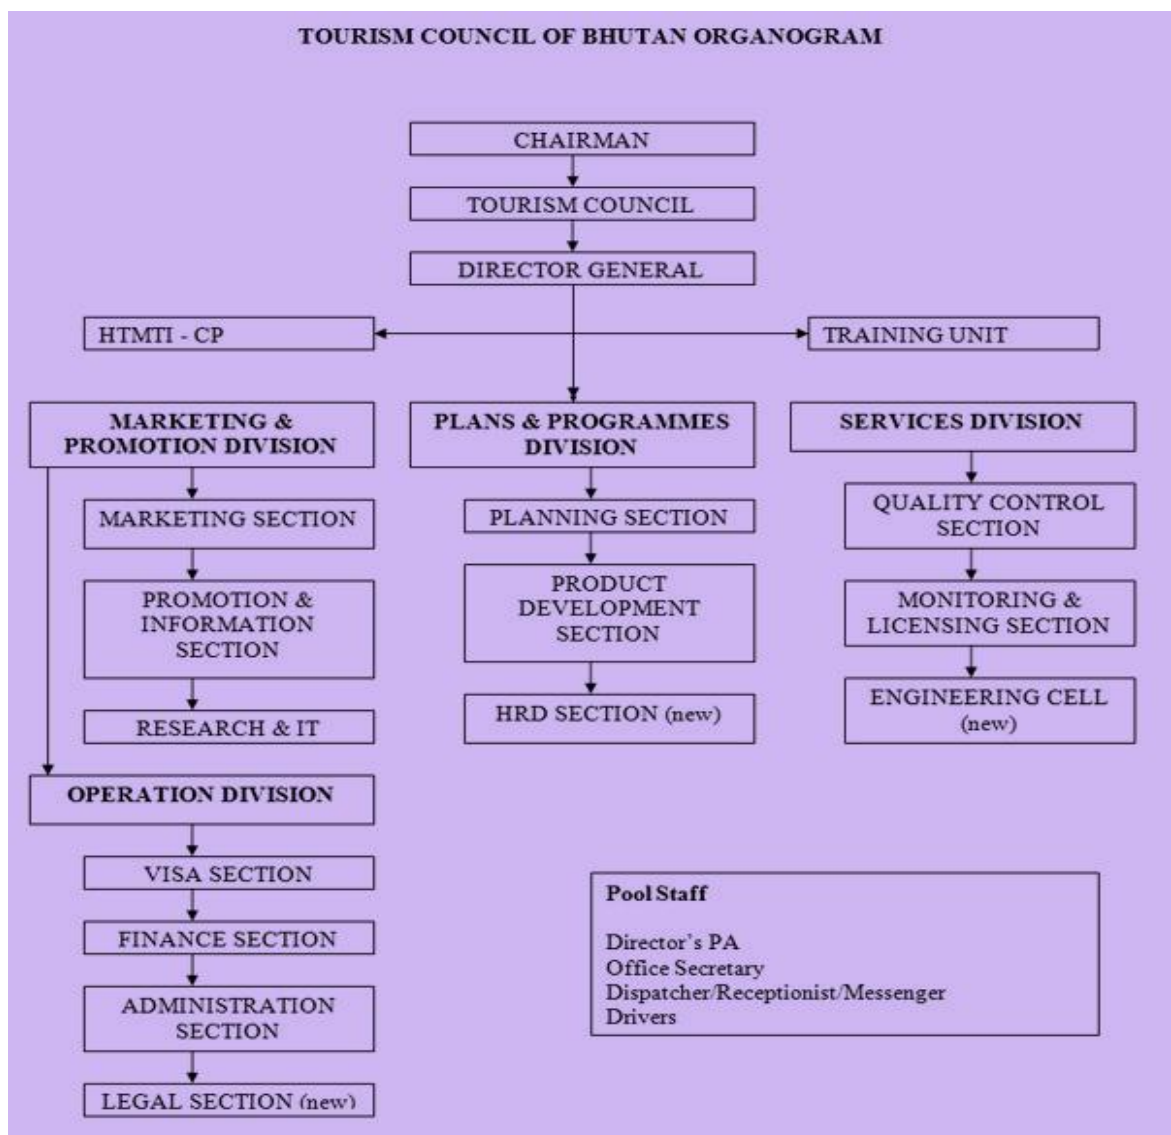 TOURISM COUNCIL OF BHUTAN ORGANOGRAM
CHAIRMAN
TOURISM COUNCIL
DIRECTOR GENERAL
HTMTI - CP
TRAINING UNIT
MARKETING &
PROMOTION DIVISION
MARKETING SECTION
PROMOTION &
INFORMATION
SECTION
RESEARCH & IT
OPERATION DIVISION
VISA SECTION
FINANCE SECTION
ADMINISTRATION
SECTION
LEGAL SECTION (new)
PLANS & PROGRAMMES
DIVISION
PLANNING SECTION
PRODUCT
DEVELOPMENT
SECTION
HRD SECTION (new)
SERVICES DIVISION
QUALITY CONTROL
SECTION
MONITORING &
LICENSING SECTION
ENGINEERING CELL
(new)
Pool Staff
Director’s PA
Office Secretary
Dispatcher/Receptionist/Messenger
Drivers